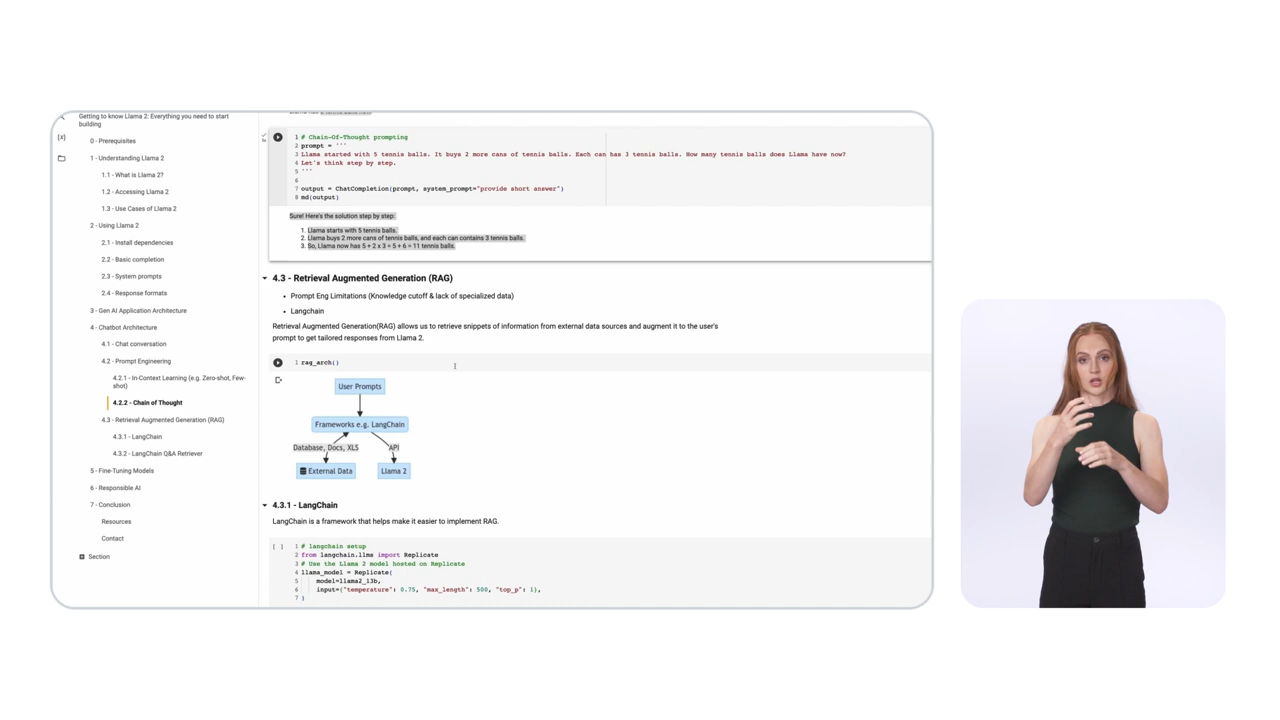 Getting to know Llama 2: Everything you need to start
building
0 - Prerequisites
1 - Understanding Llama 2
1.1 - What is Llama 2?
1.2 - Accessing Llama 2
1.3 - Use Cases of Llama 2
2 - Using Llama 2
2.1 - Install dependencies
2.2 - Basic completion
2.3 - System prompts
2.4 - Response formats
3 - Gen AI Application Architecture
4 - Chatbot Architecture
4.1 - Chat conversation
4.2 - Prompt Engineering
4.2.1 - In-Context Learning (e.g. Zero-shot, Few-
shot)
4.2.2 - Chain of Thought
4.3 - Retrieval Augmented Generation (RAG)
4.3.1 - LangChain
4.3.2 - LangChain Q&A Retriever
5 - Fine-Tuning Models
6 - Responsible AI
7 - Conclusion
Resources
Contact
Section
1 # Chain-Of-Thought prompting
2 prompt = '''
3 Llama started with 5 tennis balls. It buys 2 more cans of tennis balls. Each can has 3 tennis balls. How many tennis balls does Llama have now?
4 Let's think step by step.
5 '''
6
7 output = ChatCompletion(prompt, system_prompt="provide short answer")
8 md(output)
Sure! Here's the solution step by step:
1. Llama starts with 5 tennis balls.
2. Llama buys 2 more cans of tennis balls, and each can contains 3 tennis balls.
3. So, Llama now has 5 + 2 x 3 = 5 + 6 = 11 tennis balls.
4.3 - Retrieval Augmented Generation (RAG)
• Prompt Eng Limitations (Knowledge cutoff & lack of specialized data)
• Langchain
Retrieval Augmented Generation(RAG) allows us to retrieve snippets of information from external data sources and augment it to the user's
prompt to get tailored responses from Llama 2.
1 rag_arch()
User Prompts
Frameworks e.g. LangChain
Database, Docs, XLS
API
External Data
Llama 2
4.3.1 - LangChain
LangChain is a framework that helps make it easier to implement RAG.
[ ] 1 # langchain setup
2 from langchain.llms import Replicate
3 # Use the Llama 2 model hosted on Replicate
4 llama_model = Replicate(
5 model=llama2_13b,
6 input={"temperature": 0.75, "max_length": 500, "top_p": 1},
7 )